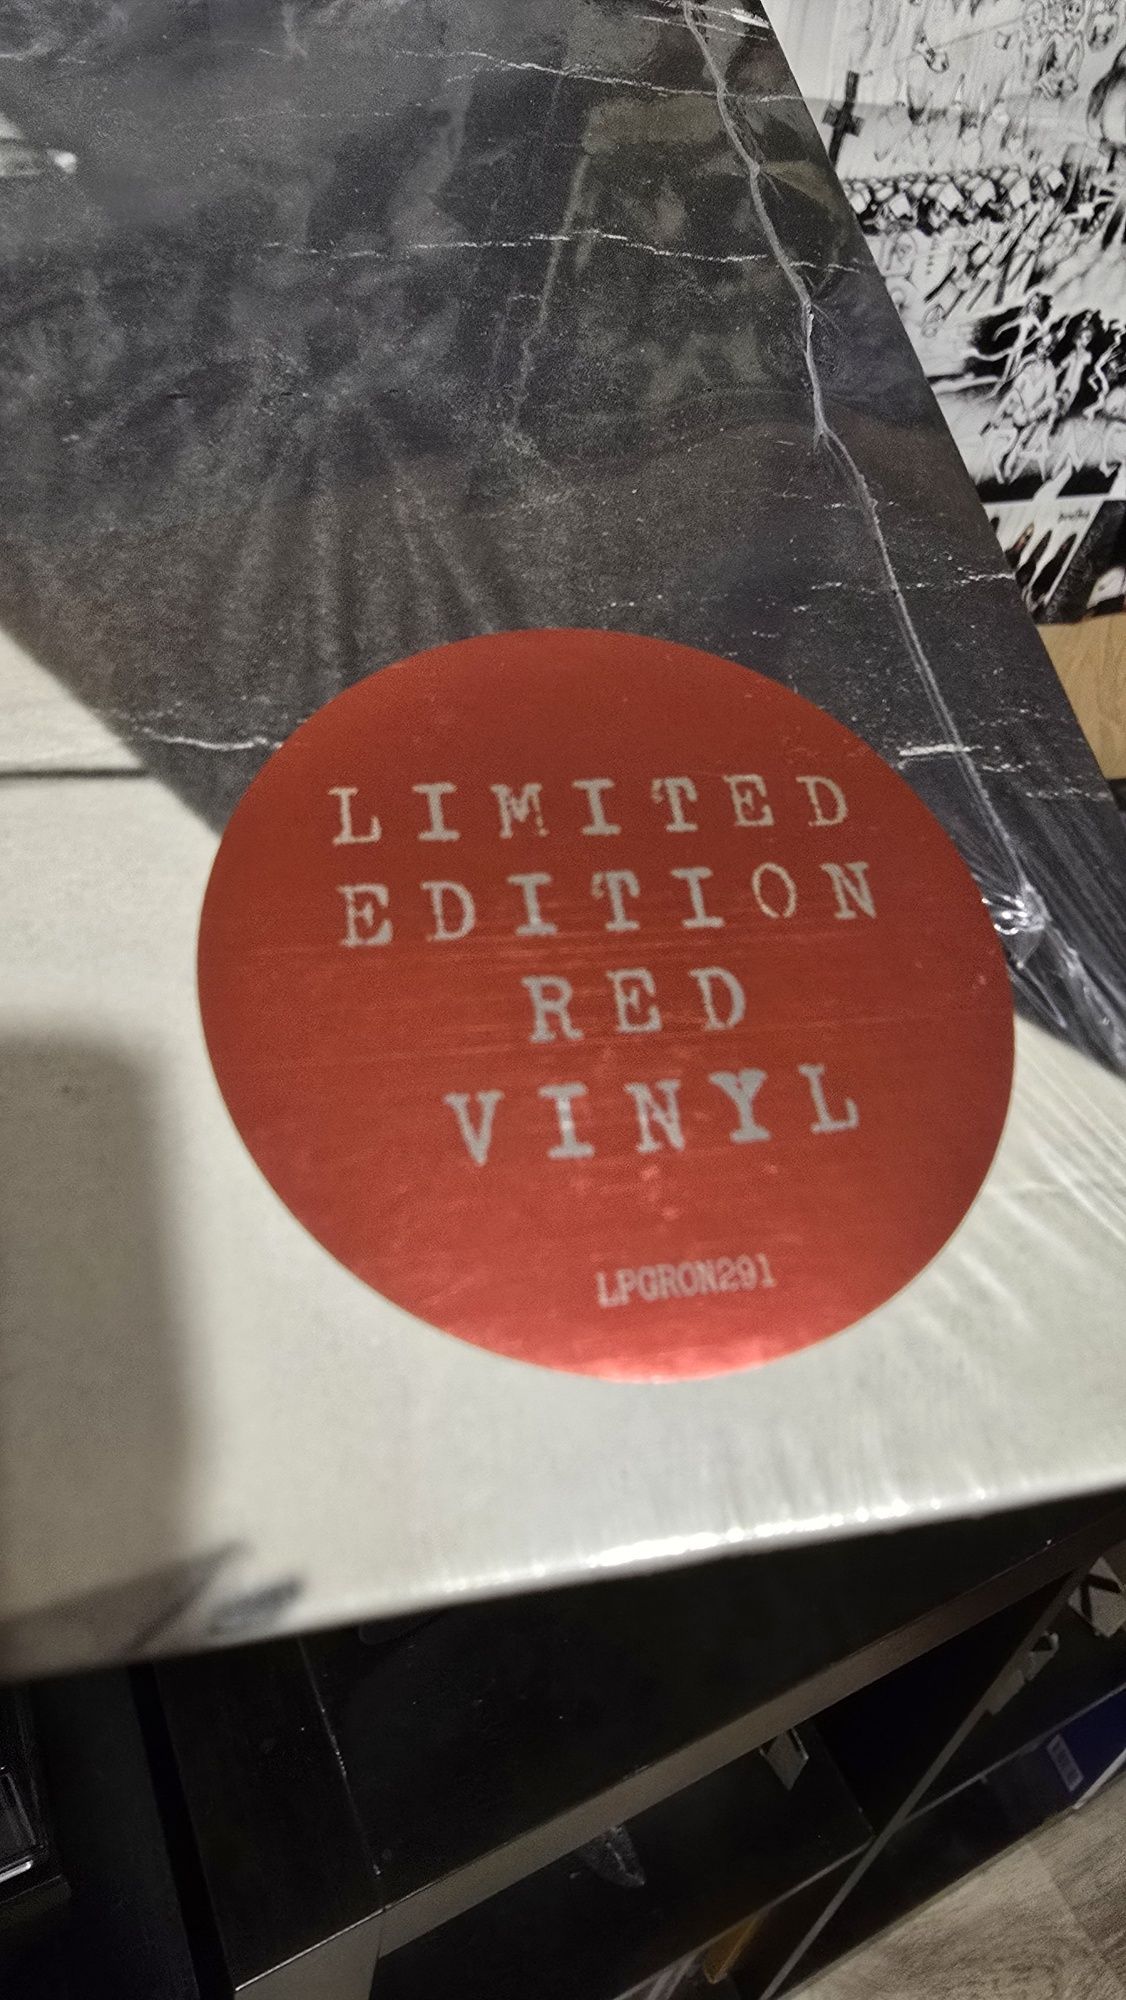 LIMITED
EDITION
RED
VINYL
LPGRON291